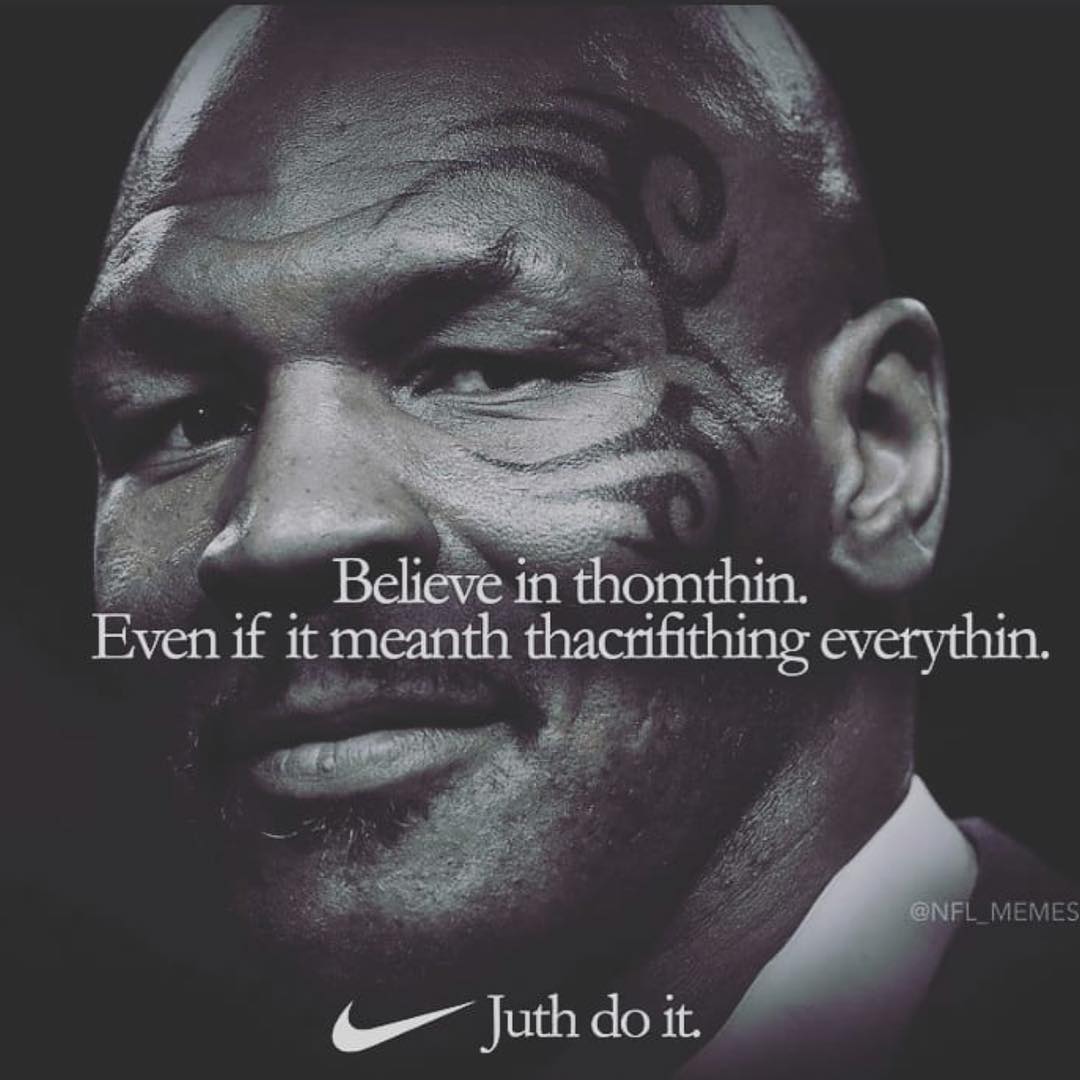 Believe in thomthin.
Even if it meanth thacrifithing everythin.
@NFL_MEMES
Juth do it.